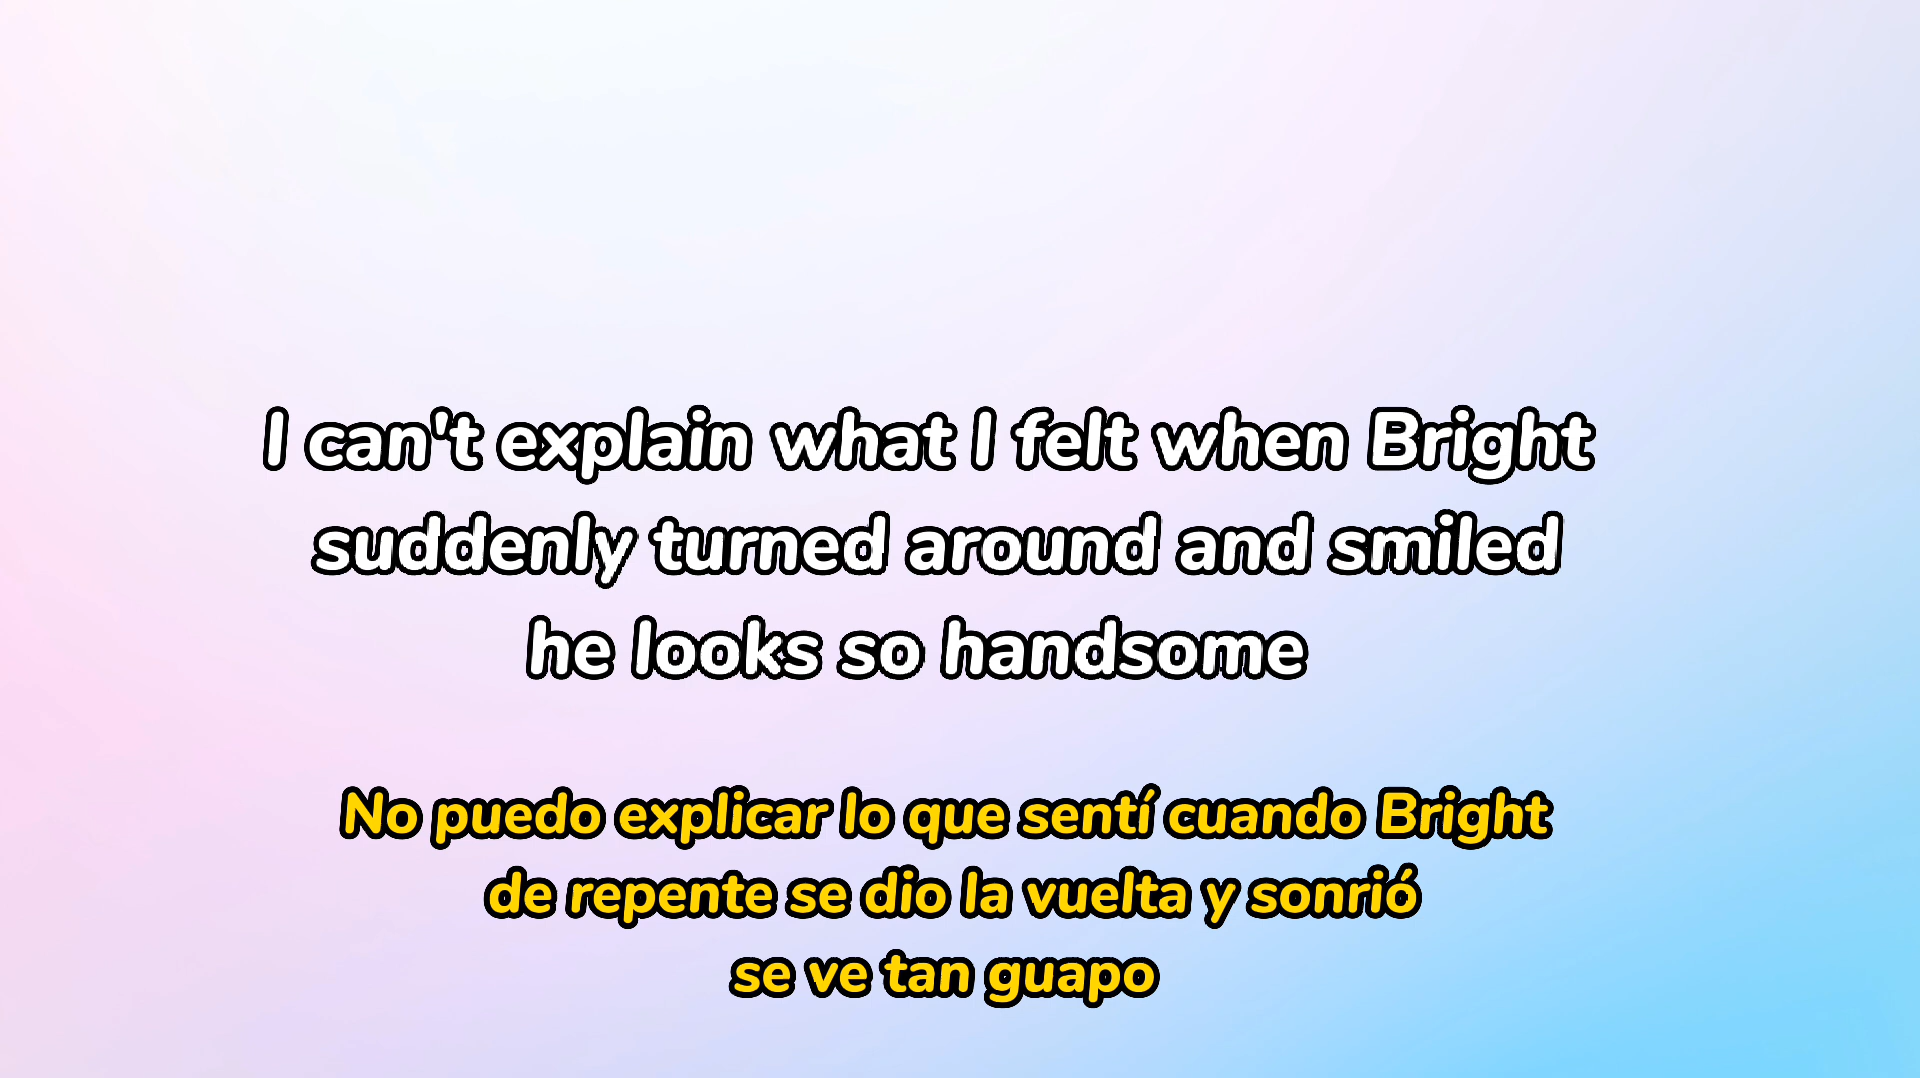 I can't explain what I felt when Bright
suddenly turned around and smiled
he looks so handsome
No puedo explicar lo que sentí cuando Bright
de repente se dio la vuelta y sonrió
se ve tan guapo